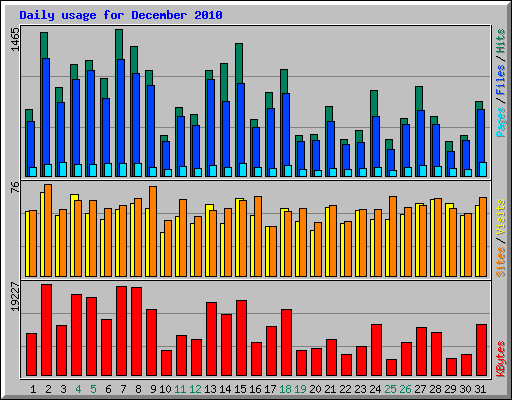 Daily usage for December 2010
1465
76
19227
Pages / Files / Hits
Sites / Visits
KBytes
1 2 3 4 5 6 7 8 9 10 11 12 13 14 15 16 17 18 19 20 21 22 23 24 25 26 27 28 29 30 31